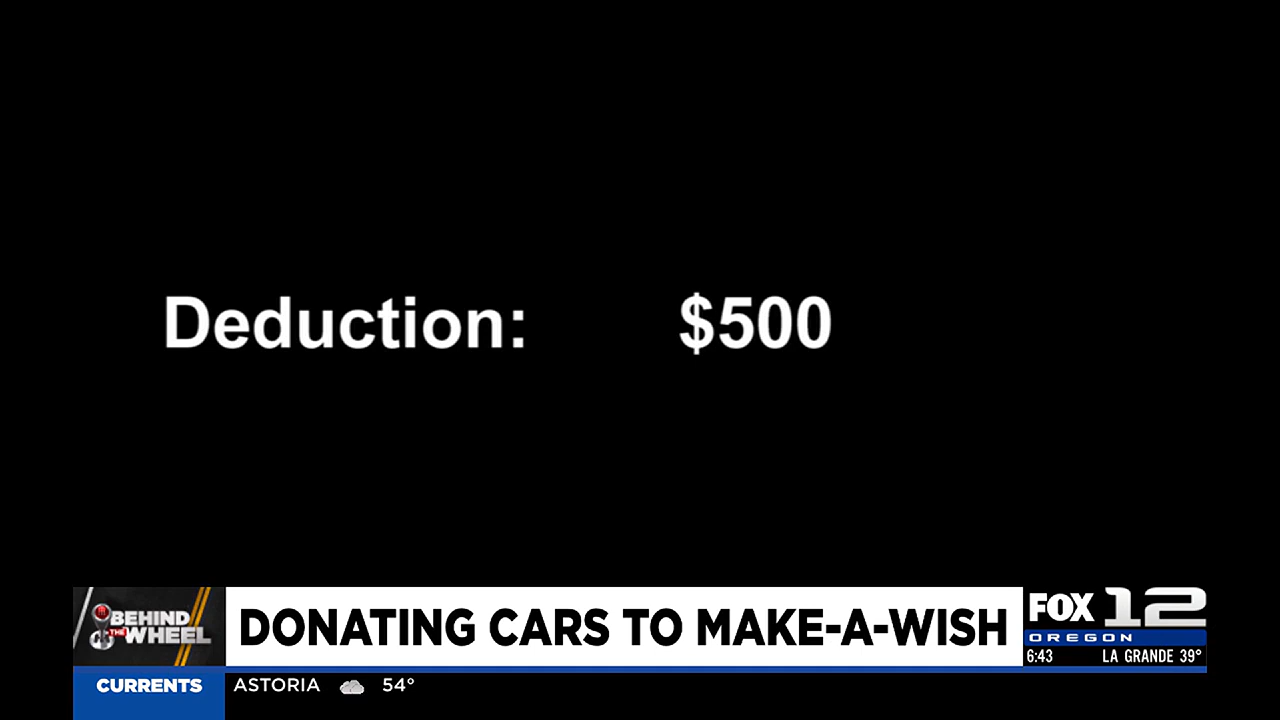 Deduction: $500
BEHIND
THE WHEEL
DONATING CARS TO MAKE-A-WISH
FOX 12
OREGON
6:43 LA GRANDE 39°
CURRENTS ASTORIA 54°